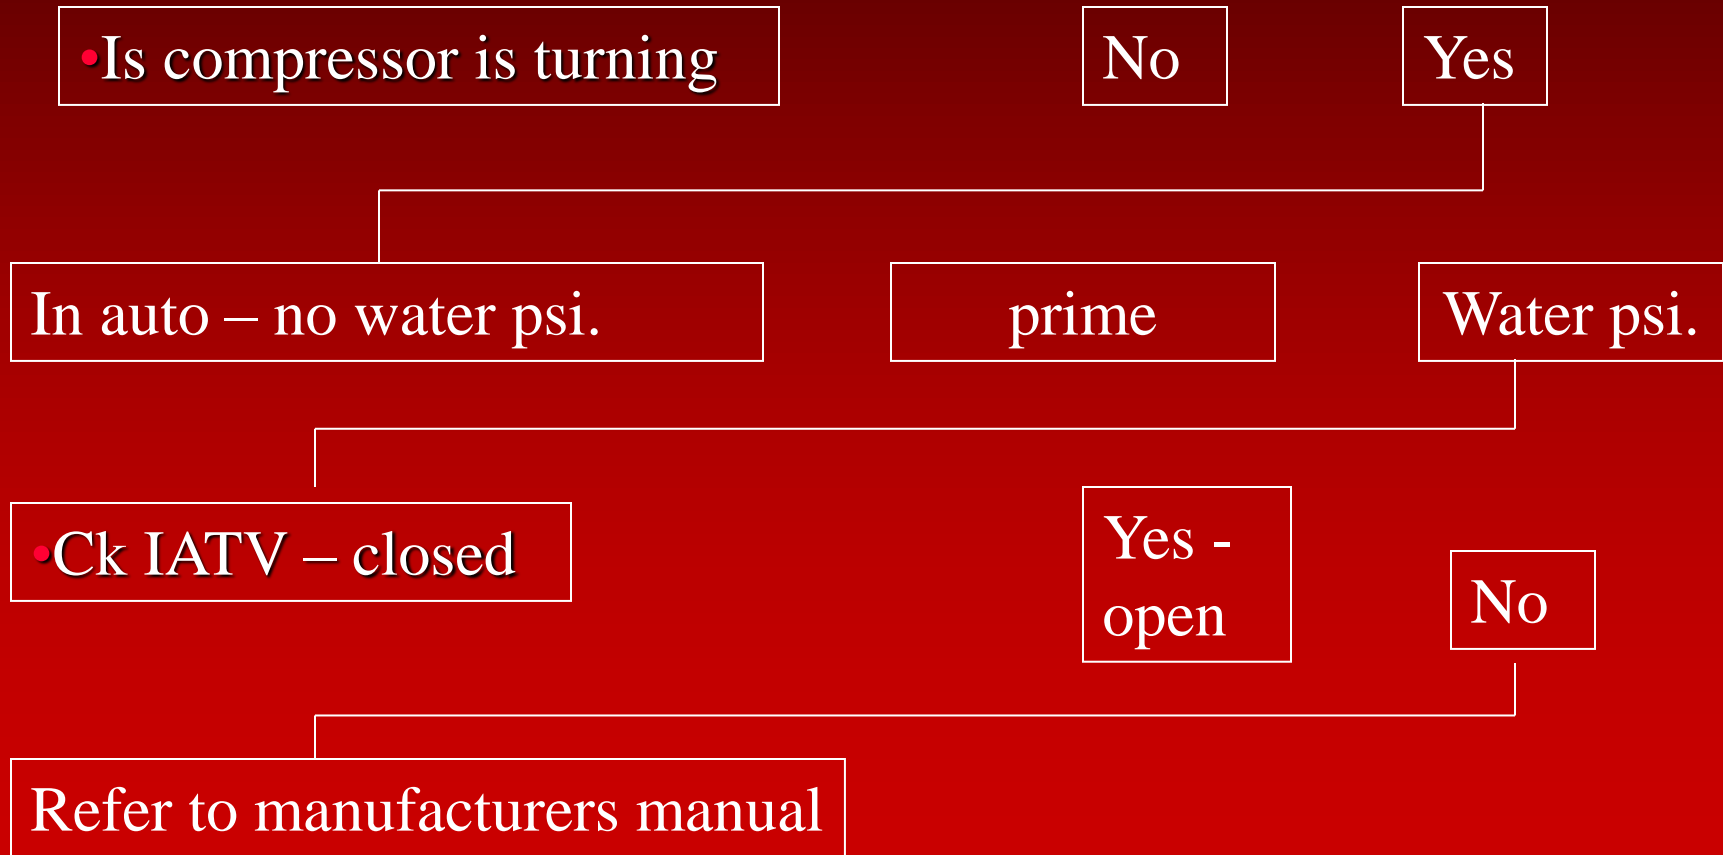 •Is compressor is turning
No
Yes
In auto – no water psi.
prime
Water psi.
•Ck IATV – closed
Yes -
open
No
Refer to manufacturers manual